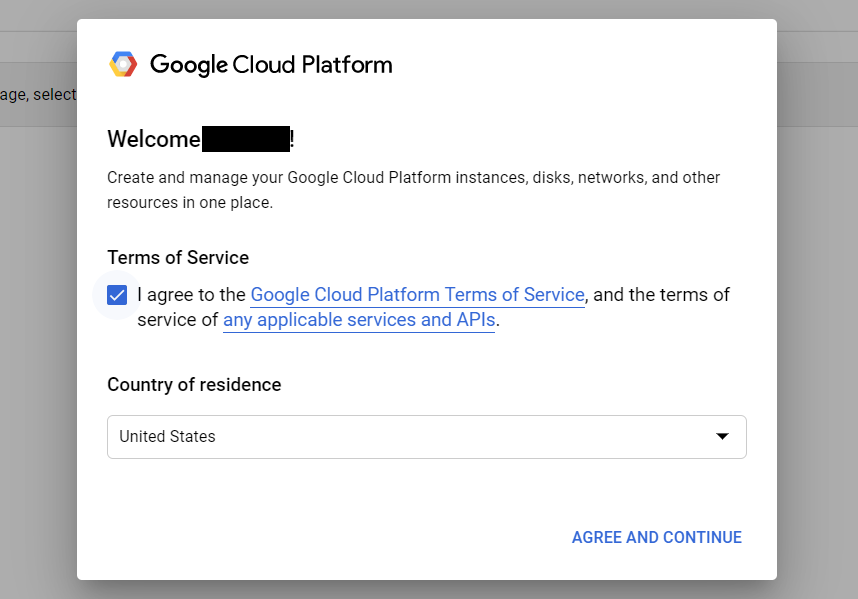 Google Cloud Platform
age, select
Welcome !
Create and manage your Google Cloud Platform instances, disks, networks, and other
resources in one place.
Terms of Service
I agree to the Google Cloud Platform Terms of Service, and the terms of
service of any applicable services and APIs.
Country of residence
United States
AGREE AND CONTINUE